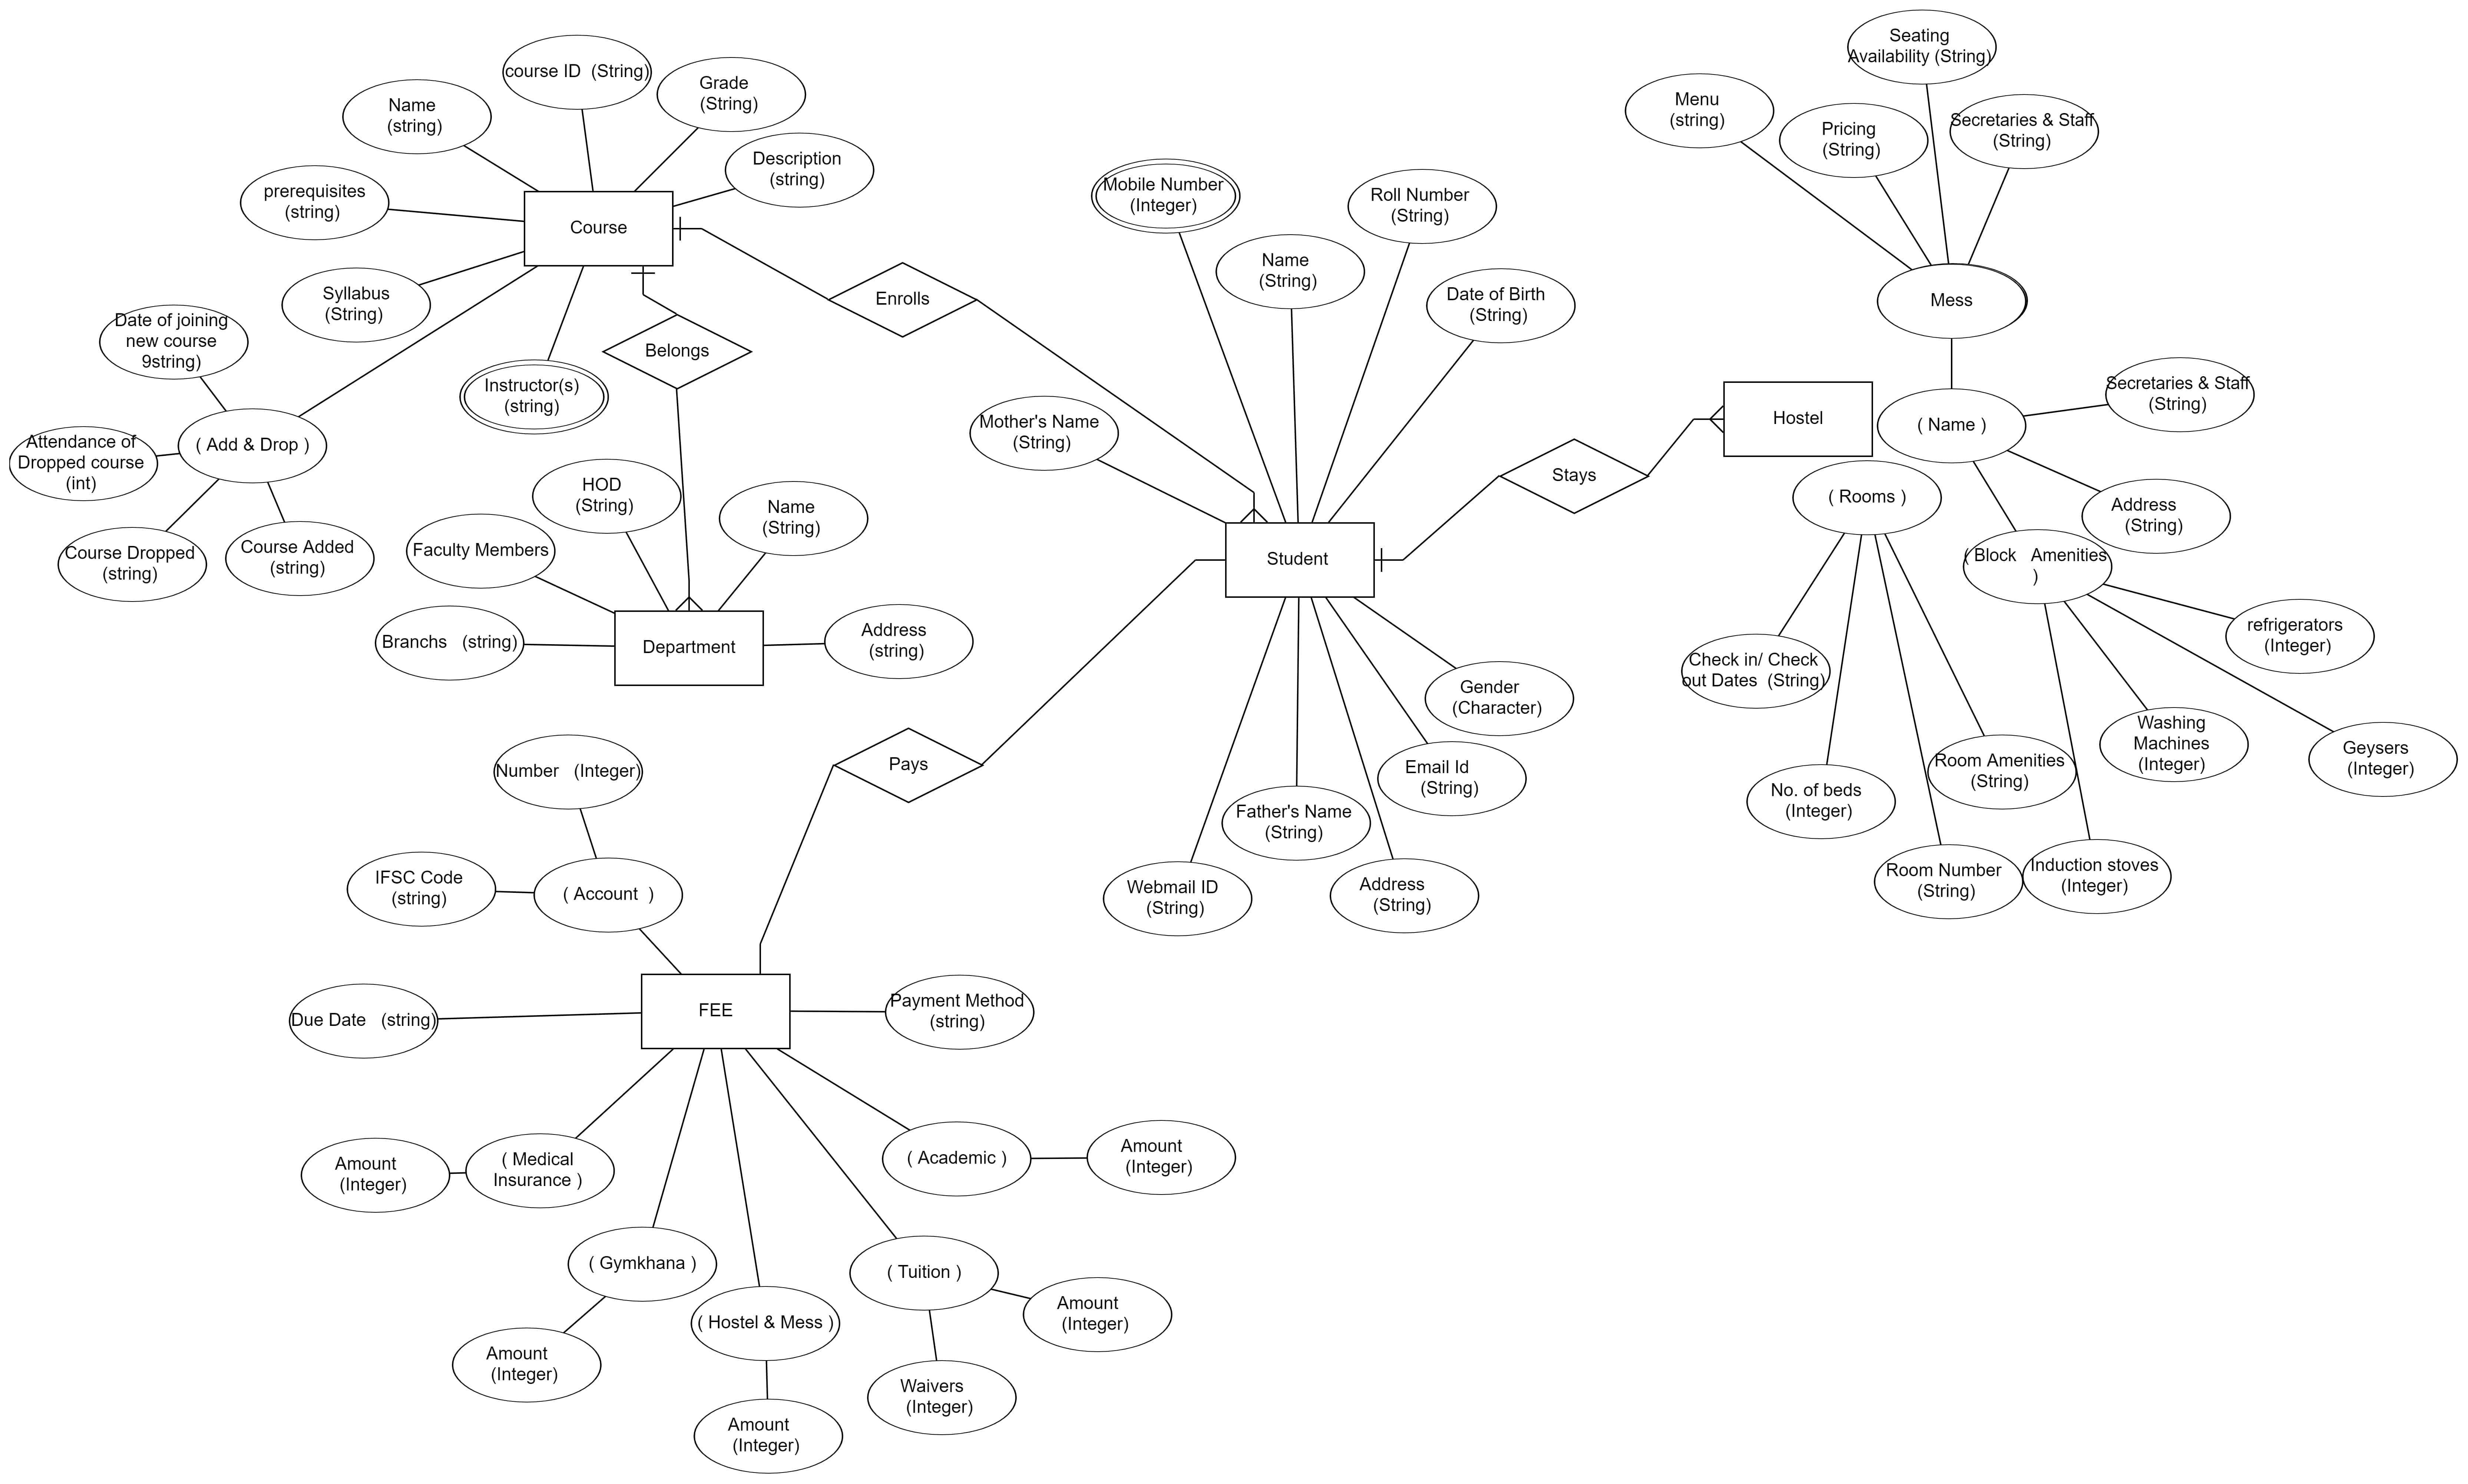 course ID  (String)
Grade
(String)
Name
(string)
Description
(string)
prerequisites
(string)
Course
Syllabus
(String)
Date of joining
new course
9string)
Enrolls
Belongs
Instructor(s)
(string)
( Add & Drop )
Attendance of
Dropped course
(int)
Course Dropped
(string)
Course Added
(string)
HOD
(String)
Name
(String)
Faculty Members
Branchs   (string)
Department
Address
(string)
Mobile Number
(Integer)
Roll Number
(String)
Name
(String)
Date of Birth
(String)
Mother's Name
(String)
Student
Stays
Hostel
Seating
Availability (String)
Menu
(string)
Pricing
(String)
Secretaries & Staff
(String)
Mess
( Name )
Secretaries & Staff
(String)
Address
(String)
( Rooms )
( Block   Amenities
)
refrigerators
(Integer)
Check in/ Check
out Dates  (String)
Washing
Machines
(Integer)
Geysers
(Integer)
Room Amenities
(String)
No. of beds
(Integer)
Room Number
(String)
Induction stoves
(Integer)
Gender
(Character)
Email Id
(String)
Father's Name
(String)
Webmail ID
(String)
Address
(String)
Pays
Number   (Integer)
IFSC Code
(string)
( Account  )
FEE
Due Date   (string)
Payment Method
(string)
( Medical
Insurance )
Amount
(Integer)
( Academic )
Amount
(Integer)
( Gymkhana )
Amount
(Integer)
( Hostel & Mess )
Amount
(Integer)
( Tuition )
Amount
(Integer)
Waivers
(Integer)